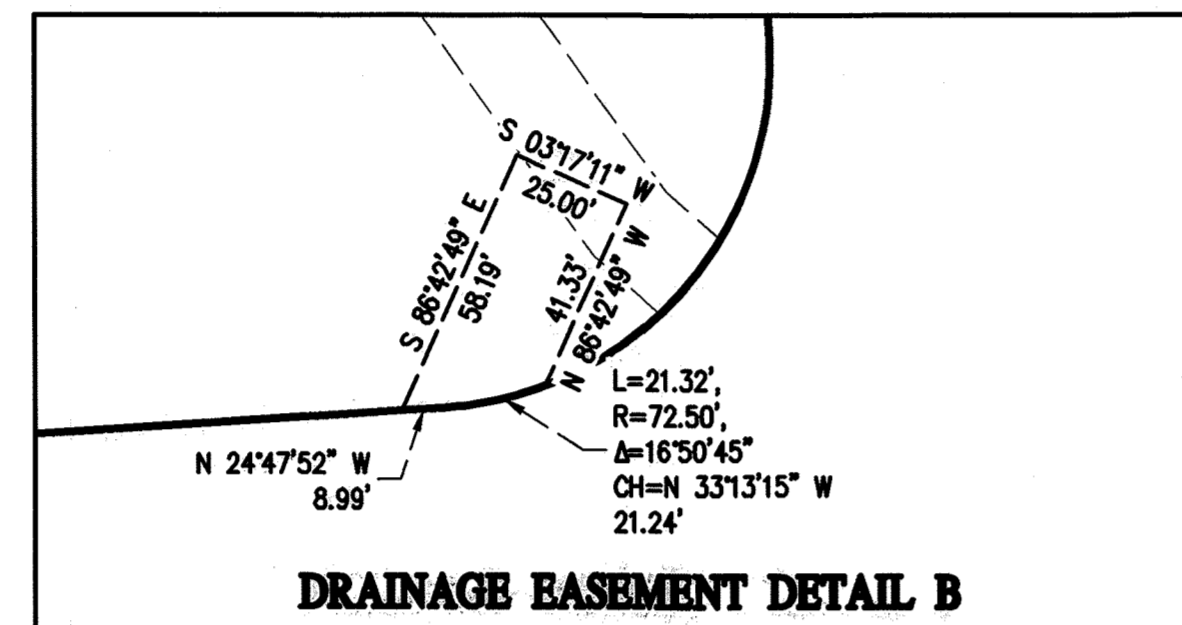 S 03°17'11" W
25.00'
S 86°42'49" E
58.19'
41.33'
N 86°42'49" W
L=21.32',
R=72.50',
Δ=16°50'45"
CH=N 33°13'15" W
21.24'
N 24°47'52" W
8.99'
DRAINAGE EASEMENT DETAIL B